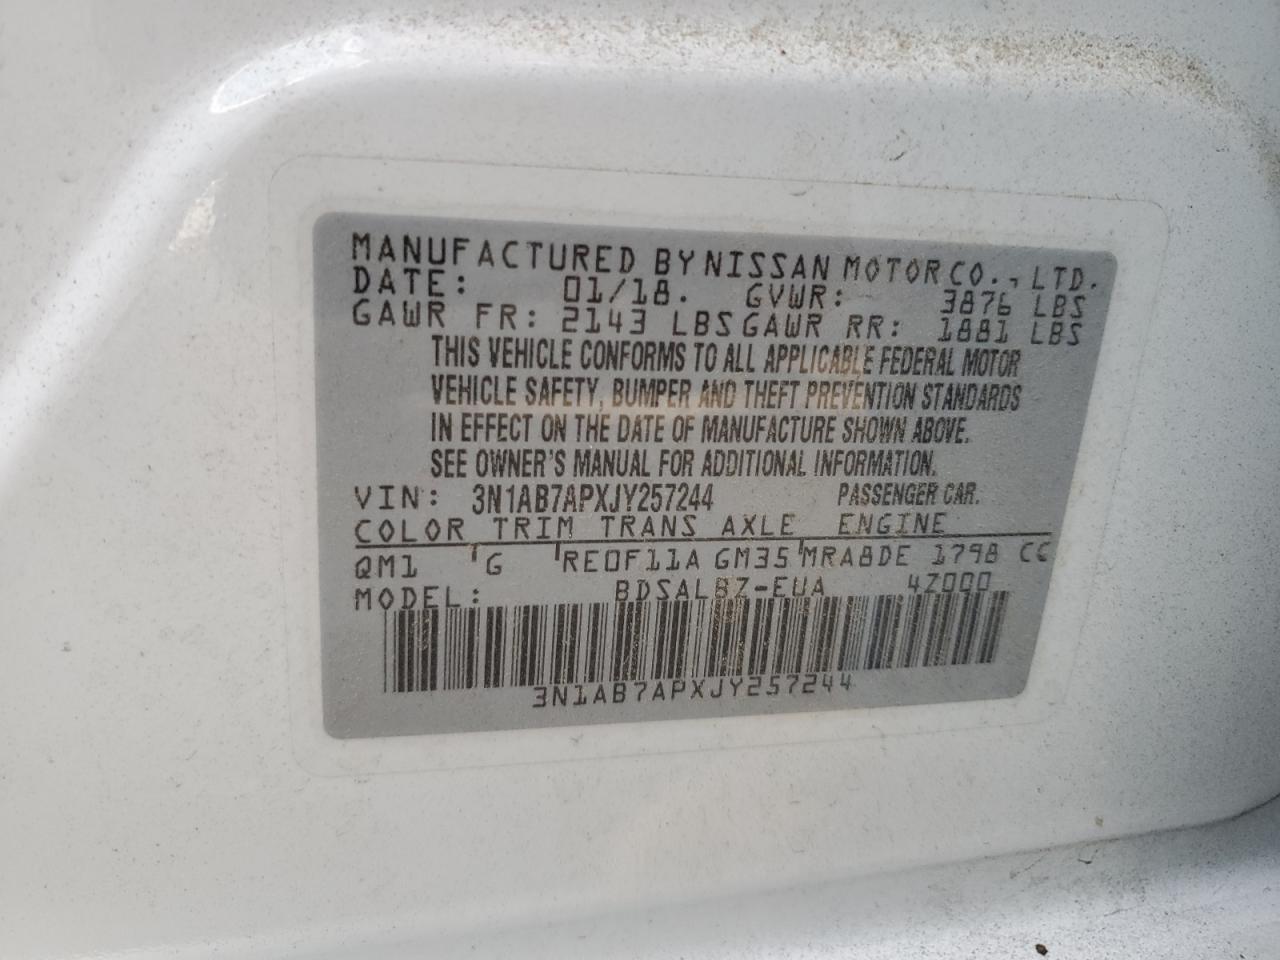 MANUFACTURED BY NISSAN MOTOR CO., LTD.
DATE: 01/18. GVWR: 3876 LBS
GAWR FR: 2143 LBS GAWR RR: 1881 LBS
THIS VEHICLE CONFORMS TO ALL APPLICABLE FEDERAL MOTOR
VEHICLE SAFETY, BUMPER AND THEFT PREVENTION STANDARDS
IN EFFECT ON THE DATE OF MANUFACTURE SHOWN ABOVE.
SEE OWNER'S MANUAL FOR ADDITIONAL INFORMATION.
VIN: 3N1AB7APXJY257244 PASSENGER CAR.
COLOR TRIM TRANS AXLE ENGINE
QM1 G RE0F11A GM35 MRA8DE 1798 CC
MODEL: BDSALBZ-EUA 4Z000
3N1AB7APXJY257244